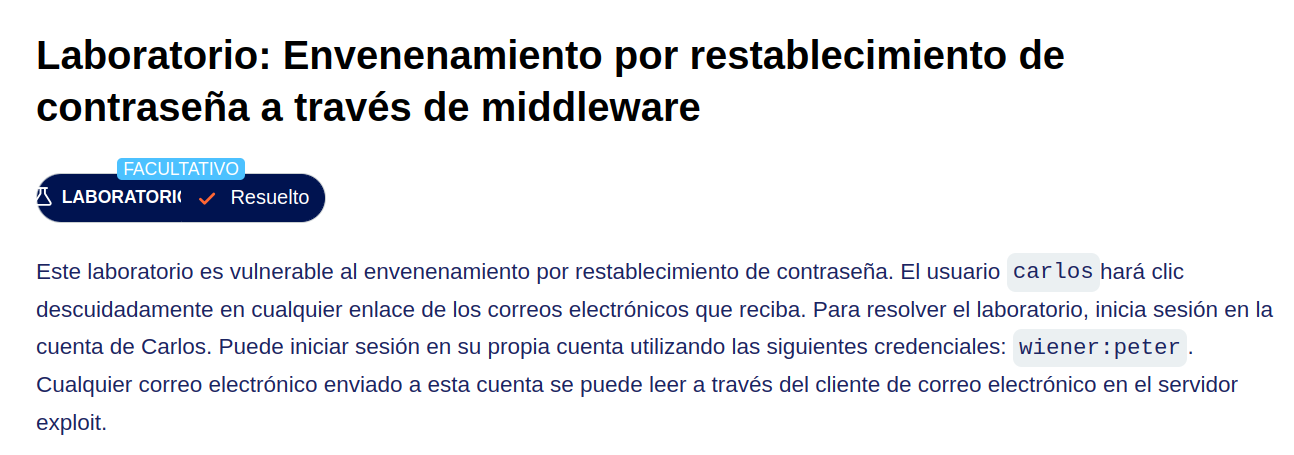 Laboratorio: Envenenamiento por restablecimiento de
contraseña a través de middleware
FACULTATIVO
LABORATORIO Resuelto
Este laboratorio es vulnerable al envenenamiento por restablecimiento de contraseña. El usuario carlos hará clic
descuidadamente en cualquier enlace de los correos electrónicos que reciba. Para resolver el laboratorio, inicia sesión en la
cuenta de Carlos. Puede iniciar sesión en su propia cuenta utilizando las siguientes credenciales: wiener:peter.
Cualquier correo electrónico enviado a esta cuenta se puede leer a través del cliente de correo electrónico en el servidor
exploit.